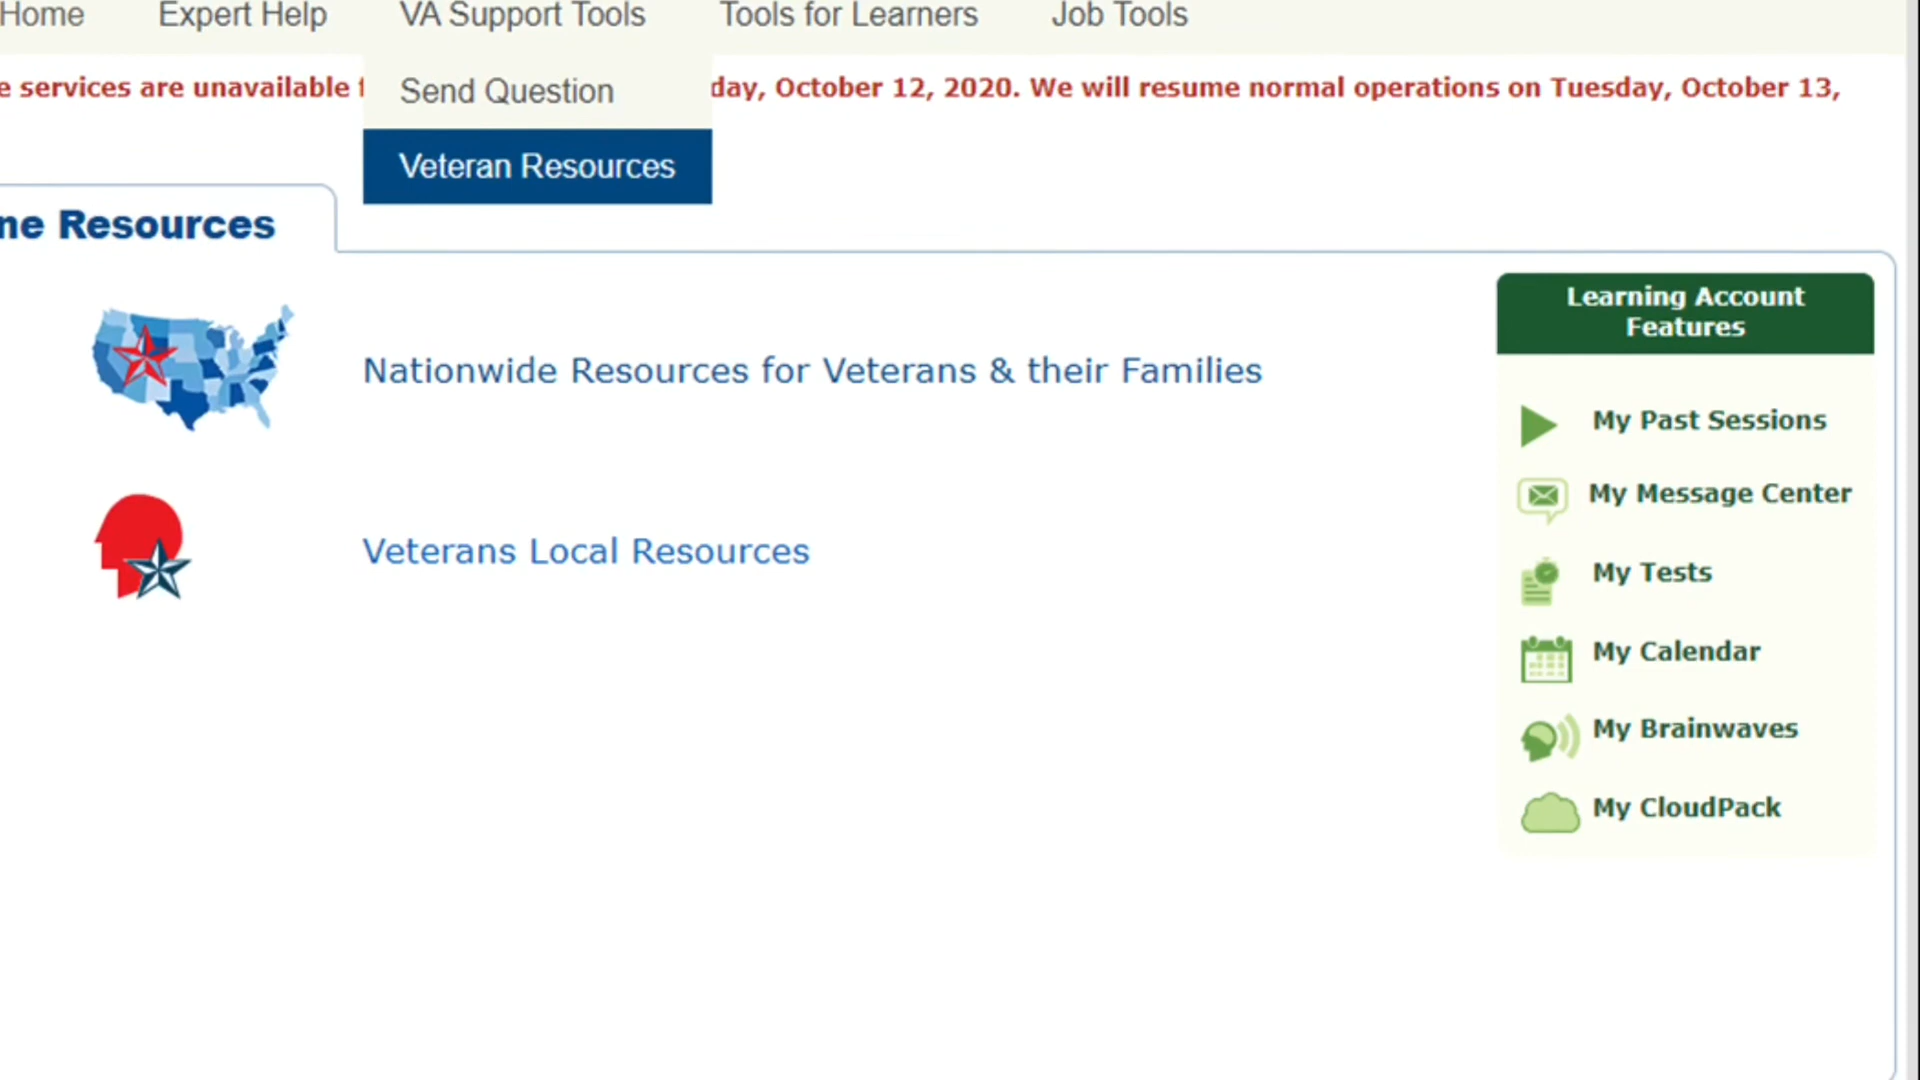 Home Expert Help VA Support Tools Tools for Learners Job Tools
services are unavailable day, October 12, 2020. We will resume normal operations on Tuesday, October 13,
Send Question
Veteran Resources
Resources
Learning Account
Features
Nationwide Resources for Veterans & their Families
My Past Sessions
My Message Center
Veterans Local Resources
My Tests
My Calendar
My Brainwaves
My CloudPack